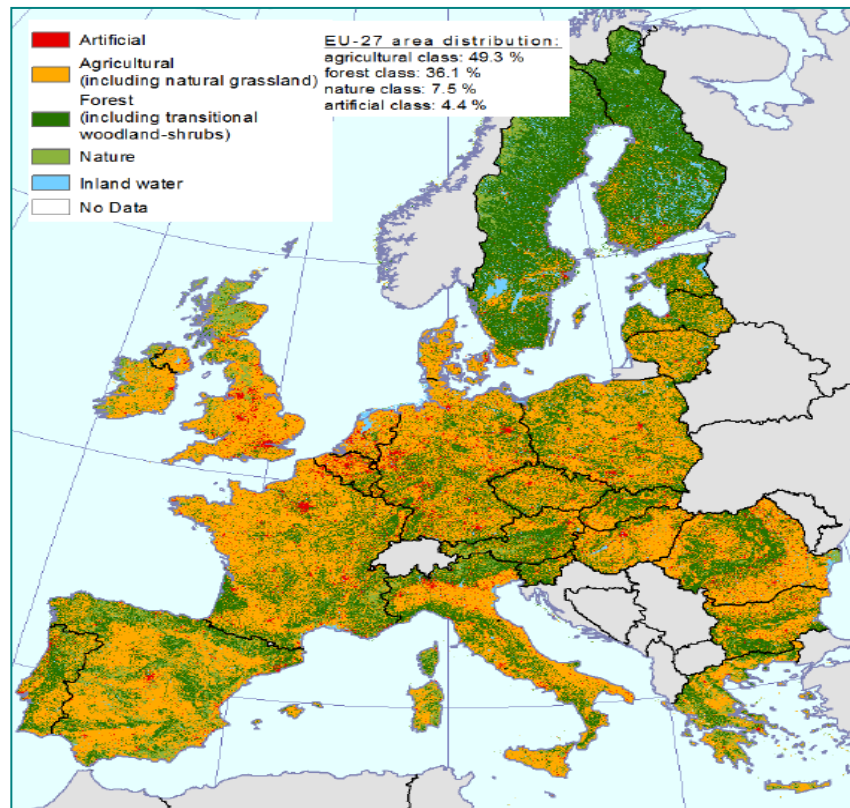 Artificial
Agricultural
(including natural grassland)
Forest
(including transitional
woodland-shrubs)
Nature
Inland water
No Data
EU-27 area distribution:
agricultural class: 49.3 %
forest class: 36.1 %
nature class: 7.5 %
artificial class: 4.4 %